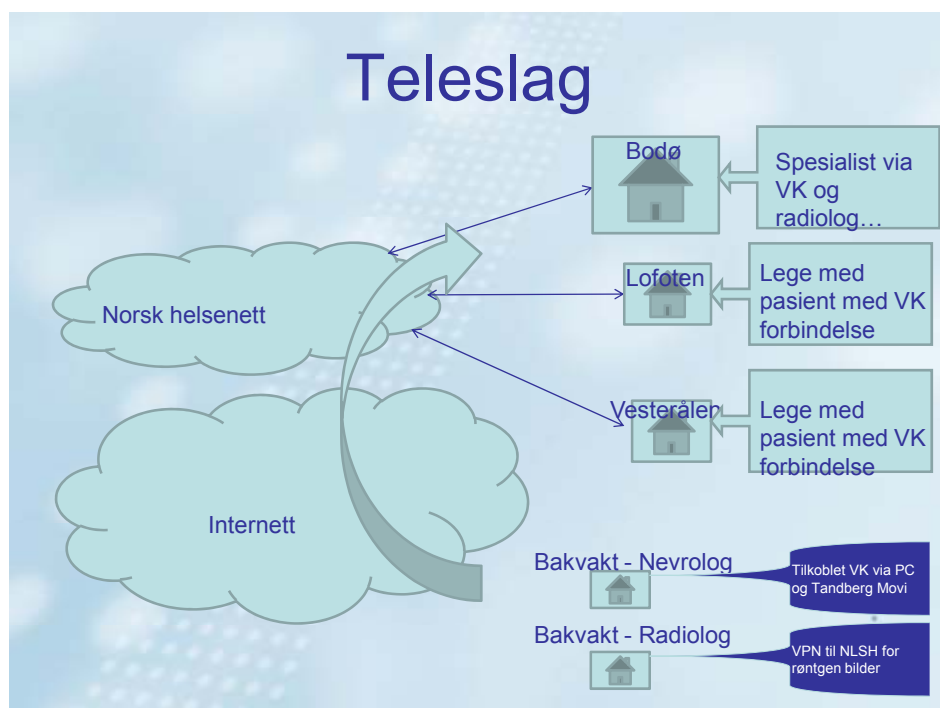 Teleslag
Bodø
Spesialist via
VK og
radiolog…
Norsk helsenett
Lofoten
Lege med
pasient med VK
forbindelse
Vesterålen
Lege med
pasient med VK
forbindelse
Internett
Bakvakt - Nevrolog
Tilkoblet VK via PC
og Tandberg Movi
Bakvakt - Radiolog
VPN til NLSH for
røntgen bilder